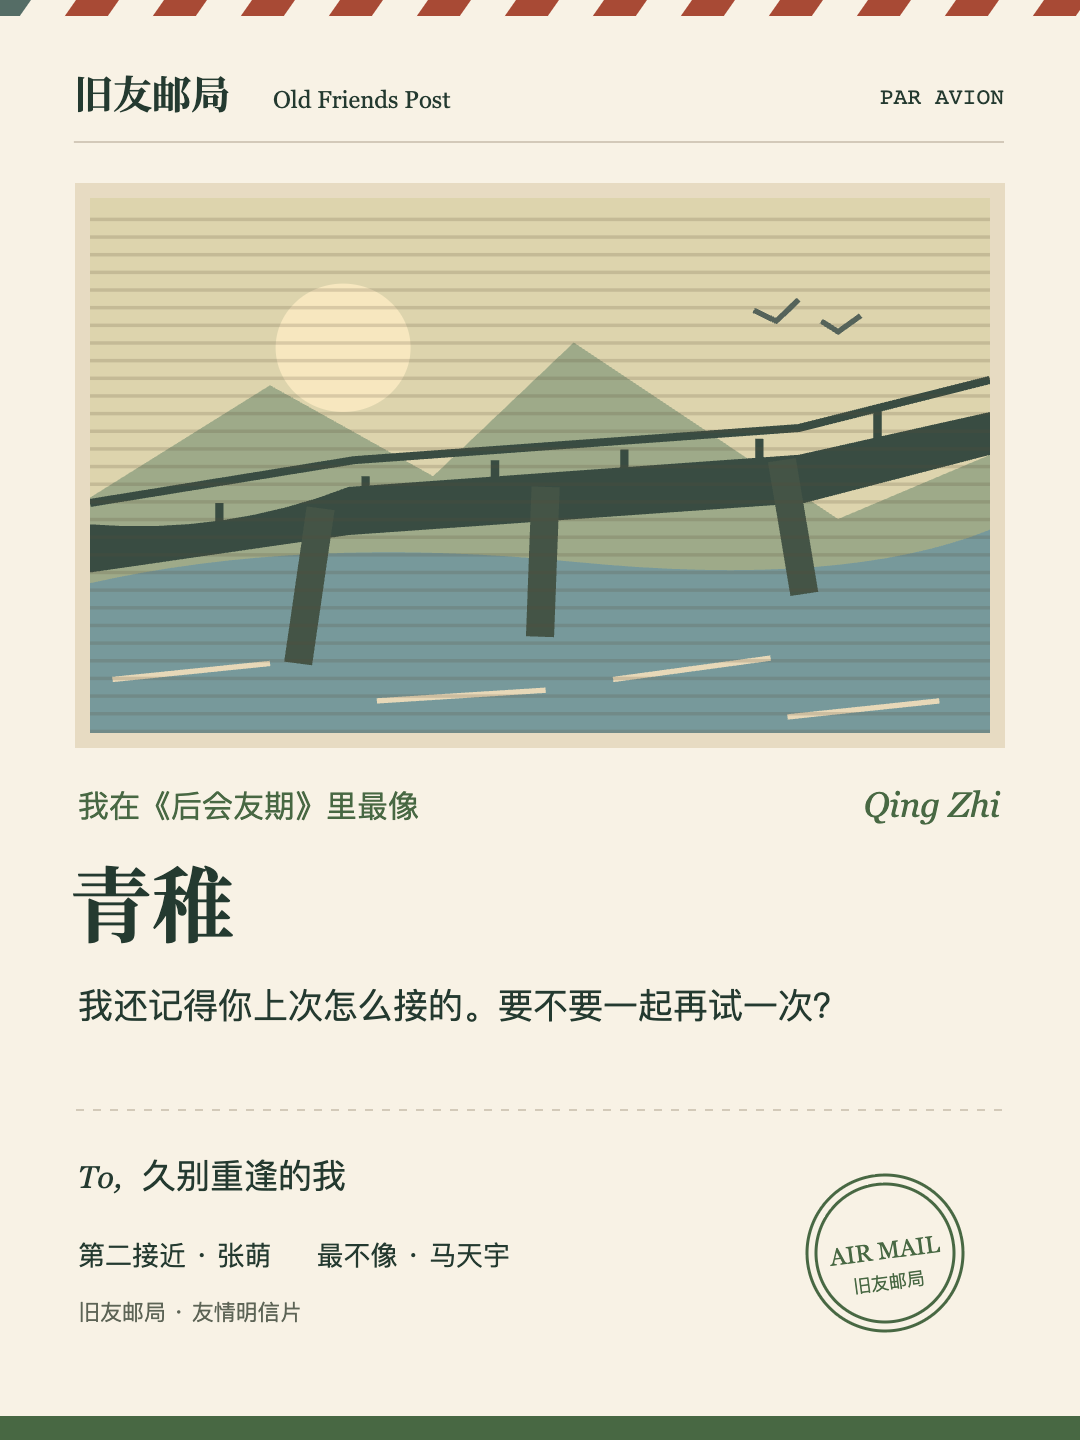 旧友邮局 Old Friends Post PAR AVION
我在《后会友期》里最像 Qing Zhi
青稚
我还记得你上次怎么接的。要不要一起再试一次？
To, 久别重逢的我
第二接近 · 张萌 最不像 · 马天宇
旧友邮局 · 友情明信片
AIR MAIL
旧友邮局